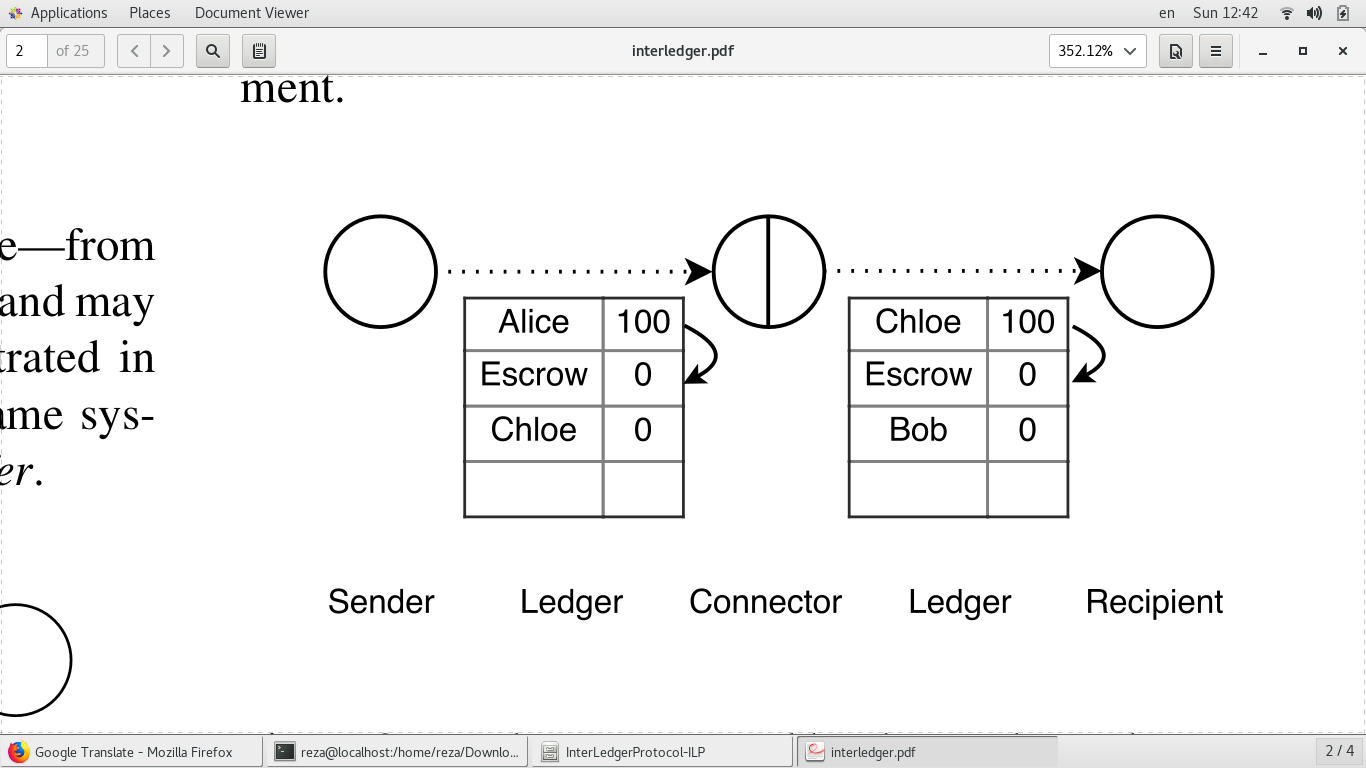 Applications Places Document Viewer en Sun 12:42
2 of 25 interledger.pdf 352.12%
ment.
e—from
and may
trated in
ame sys-
er.
Alice 100
Escrow 0
Chloe 0
Chloe 100
Escrow 0
Bob 0
Sender Ledger Connector Ledger Recipient
Google Translate - Mozilla Firefox reza@localhost:/home/reza/Downlo... InterLedgerProtocol-ILP interledger.pdf 2 / 4